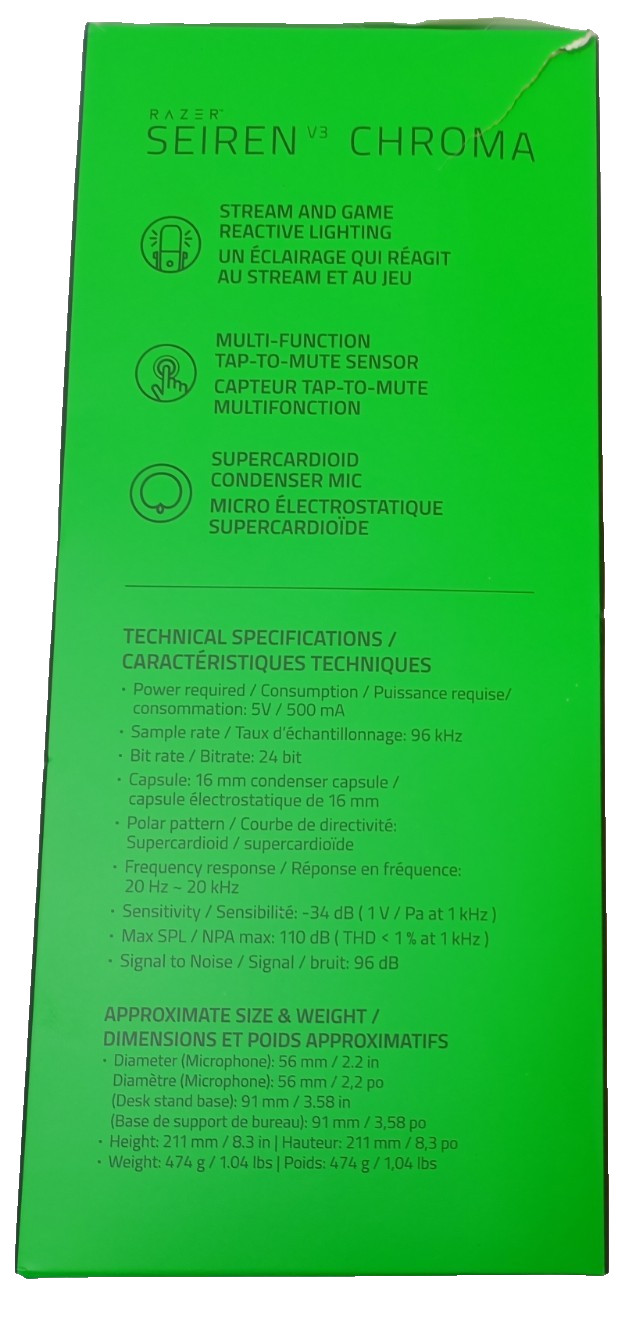 RAZER™
SEIREN V3 CHROMA
STREAM AND GAME
REACTIVE LIGHTING
UN ÉCLAIRAGE QUI RÉAGIT
AU STREAM ET AU JEU
MULTI-FUNCTION
TAP-TO-MUTE SENSOR
CAPTEUR TAP-TO-MUTE
MULTIFONCTION
SUPERCARDIOID
CONDENSER MIC
MICRO ÉLECTROSTATIQUE
SUPERCARDIOÏDE
TECHNICAL SPECIFICATIONS /
CARACTÉRISTIQUES TECHNIQUES
· Power required / Consumption / Puissance requise/
consommation: 5V / 500 mA
· Sample rate / Taux d'échantillonnage: 96 kHz
· Bit rate / Bitrate: 24 bit
· Capsule: 16 mm condenser capsule /
capsule électrostatique de 16 mm
· Polar pattern / Courbe de directivité:
Supercardioid / supercardioïde
· Frequency response / Réponse en fréquence:
20 Hz ~ 20 kHz
· Sensitivity / Sensibilité: -34 dB ( 1 V / Pa at 1 kHz )
· Max SPL / NPA max: 110 dB ( THD < 1 % at 1 kHz )
· Signal to Noise / Signal / bruit: 96 dB
APPROXIMATE SIZE & WEIGHT /
DIMENSIONS ET POIDS APPROXIMATIFS
· Diameter (Microphone): 56 mm / 2.2 in
Diamètre (Microphone): 56 mm / 2,2 po
(Desk stand base): 91 mm / 3.58 in
(Base de support de bureau): 91 mm / 3,58 po
· Height: 211 mm / 8.3 in | Hauteur: 211 mm / 8,3 po
· Weight: 474 g / 1.04 lbs | Poids: 474 g / 1,04 lbs